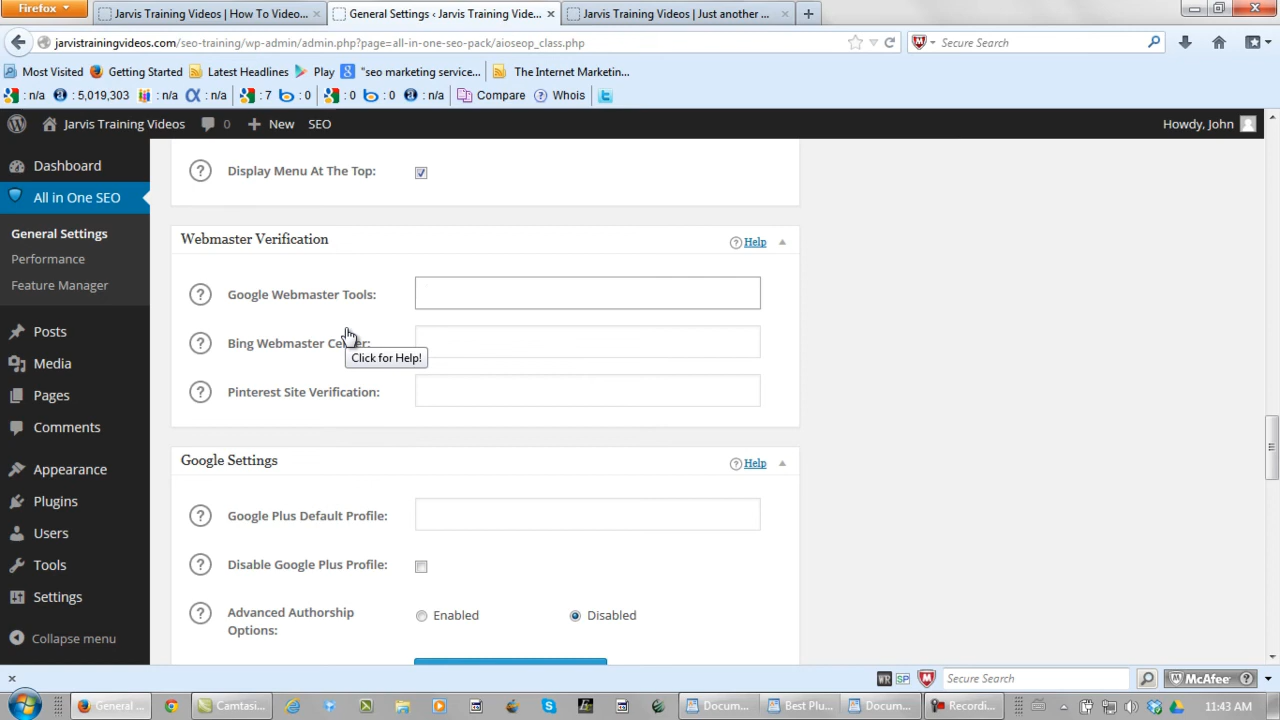 Firefox
Jarvis Training Videos | How To Video...
General Settings ‹ Jarvis Training Vide...
Jarvis Training Videos | Just another ...
jarvistrainingvideos.com/seo-training/wp-admin/admin.php?page=all-in-one-seo-pack/aioseop_class.php
Secure Search
Most Visited
Getting Started
Latest Headlines
Play
"seo marketing service...
The Internet Marketin...
: n/a
: 5,019,303
: n/a
: n/a
: 7
: 0
: 0
: 0
: n/a
Compare
Whois
Jarvis Training Videos
0
New
SEO
Howdy, John
Dashboard
All in One SEO
General Settings
Performance
Feature Manager
Posts
Media
Pages
Comments
Appearance
Plugins
Users
Tools
Settings
Collapse menu
Display Menu At The Top:
Webmaster Verification
Help
Google Webmaster Tools:
Bing Webmaster Center:
Click for Help!
Pinterest Site Verification:
Google Settings
Help
Google Plus Default Profile:
Disable Google Plus Profile:
Advanced Authorship
Options:
Enabled
Disabled
WR
SP
Secure Search
McAfee
General ...
Camtasi...
Docum...
Best Plu...
Docum...
Recordi...
11:43 AM